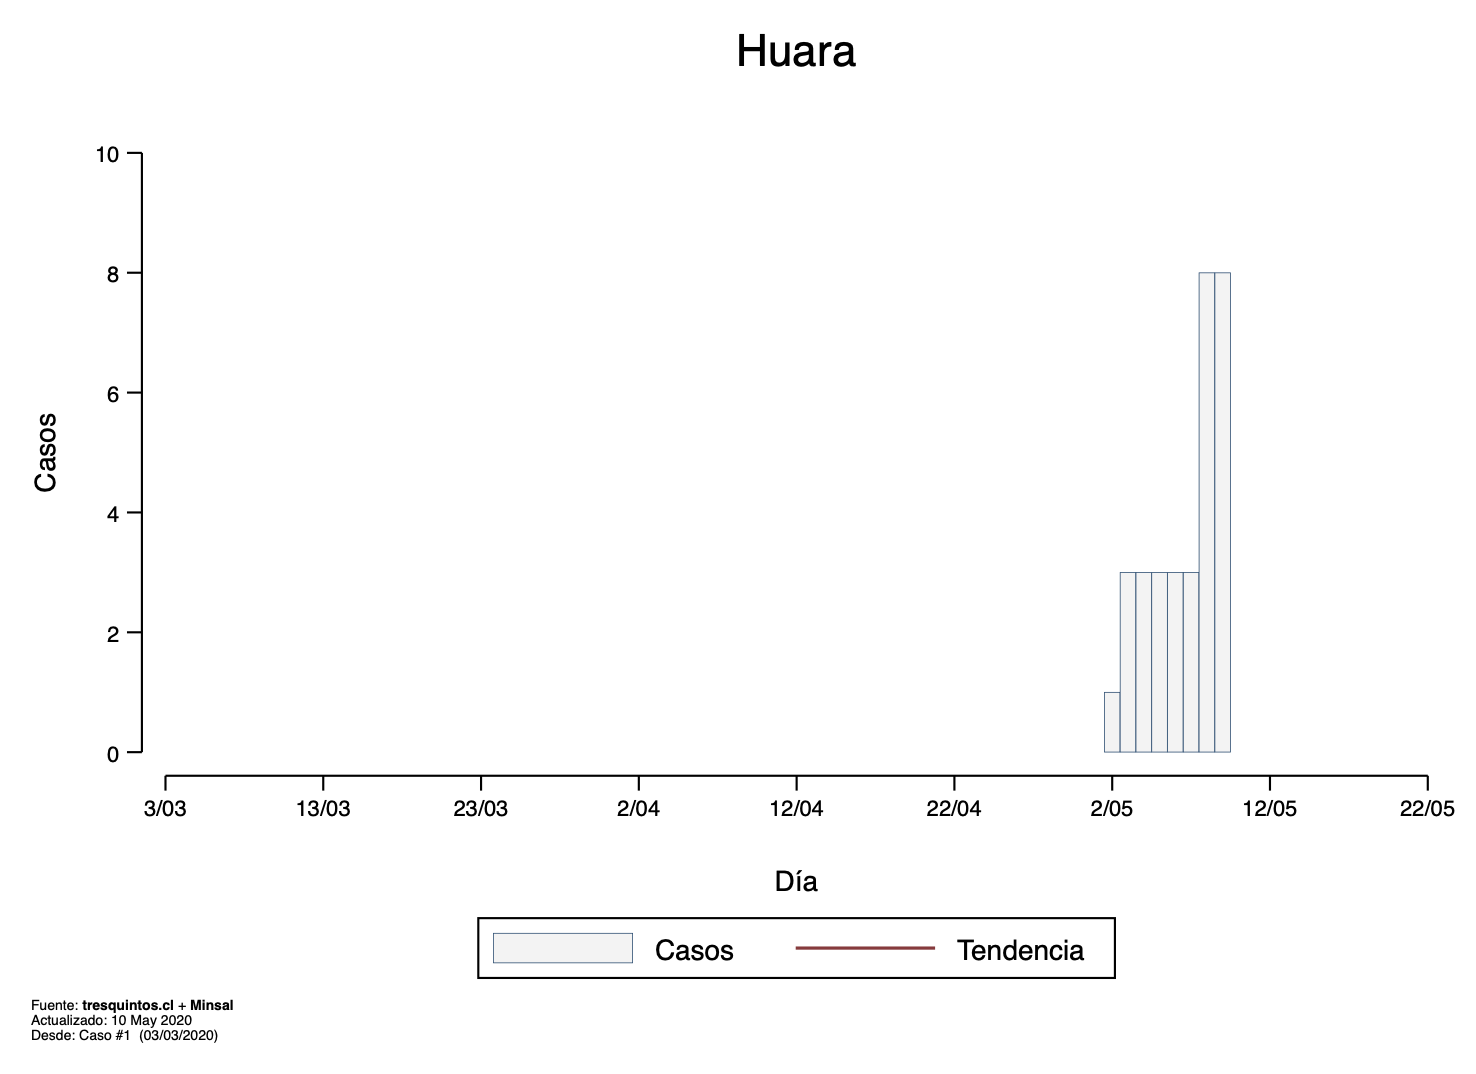 Huara
10
8
6
4
2
0
Casos
3/03 13/03 23/03 2/04 12/04 22/04 2/05 12/05 22/05
Día
Casos Tendencia
Fuente: tresquintos.cl + Minsal
Actualizado: 10 May 2020
Desde: Caso #1 (03/03/2020)